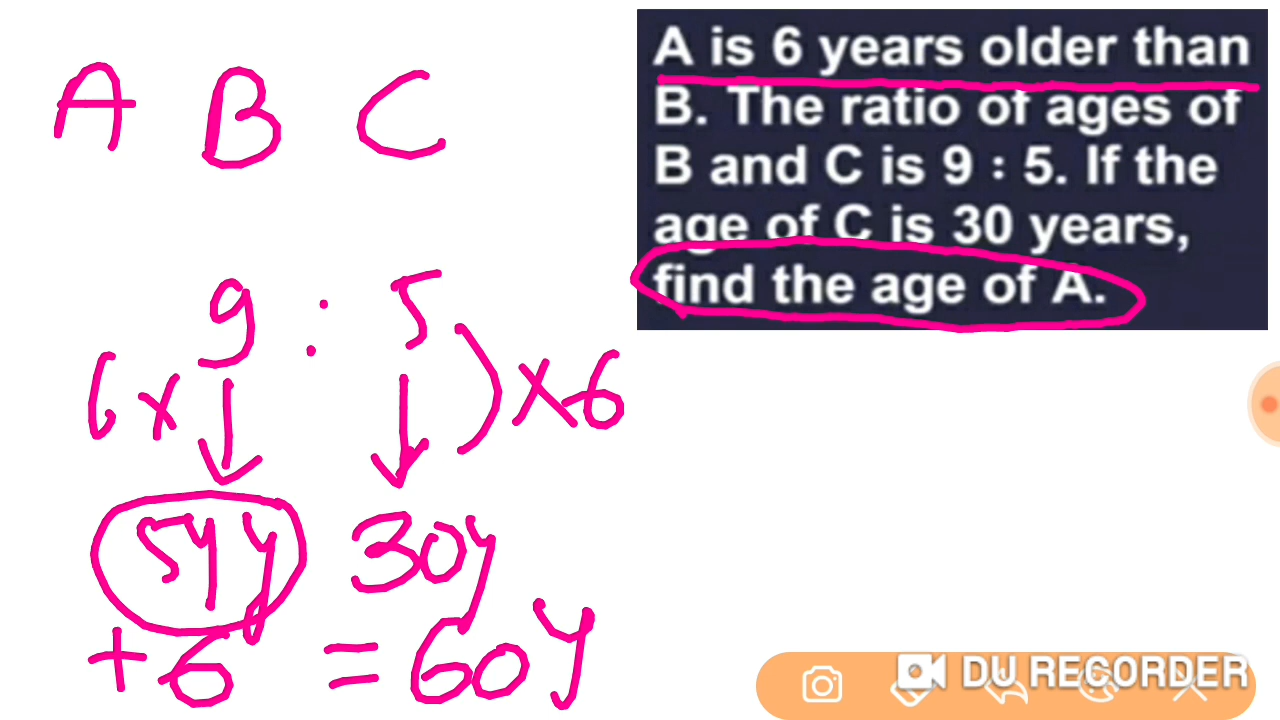 A B C
A is 6 years older than
B. The ratio of ages of
B and C is 9 : 5. If the
age of C is 30 years,
find the age of A.
9 : 5
6 x ) x 6
54y 30y
+6 = 60y
DU RECORDER